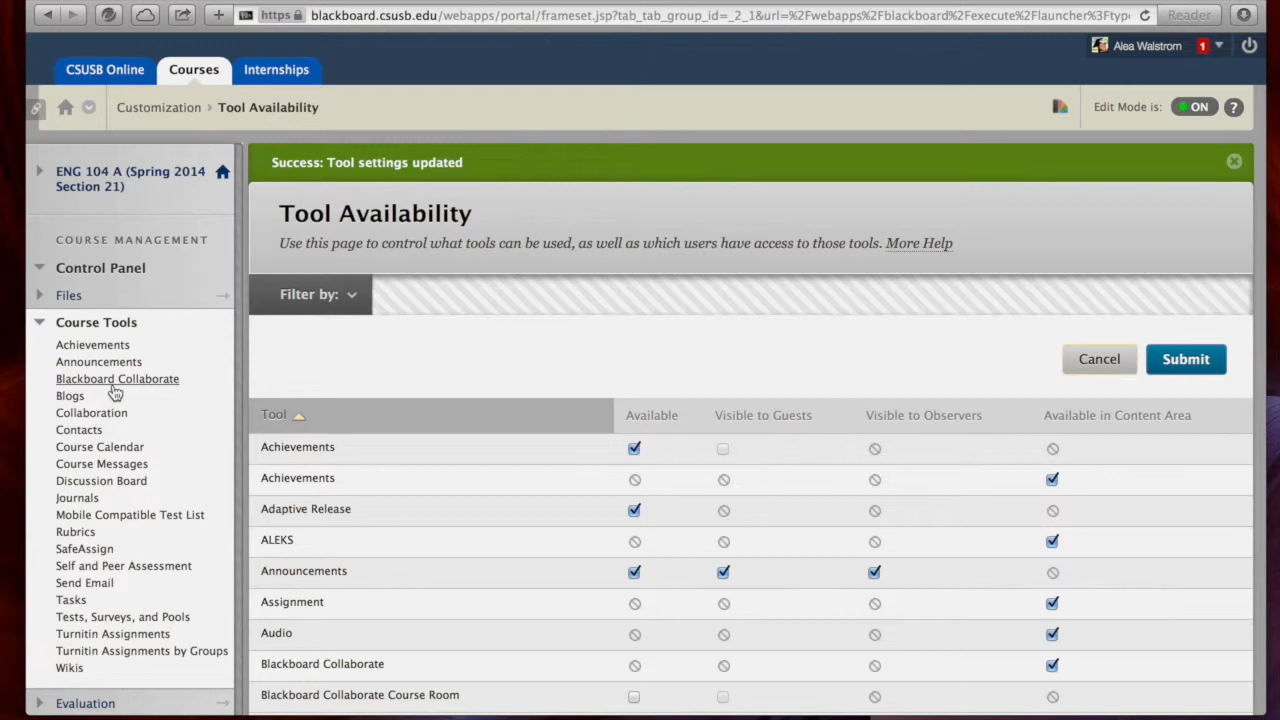 https blackboard.csusb.edu/webapps/portal/frameset.jsp?tab_tab_group_id=_2_1&url=%2Fwebapps%2Fblackboard%2Fexecute%2Flauncher%3Ftype
Reader
Alea Walstrom 1
CSUSB Online Courses Internships
Customization > Tool Availability
Edit Mode is: ON ?
ENG 104 A (Spring 2014
Section 21)
COURSE MANAGEMENT
Control Panel
Files
Course Tools
Achievements
Announcements
Blackboard Collaborate
Blogs
Collaboration
Contacts
Course Calendar
Course Messages
Discussion Board
Journals
Mobile Compatible Test List
Rubrics
SafeAssign
Self and Peer Assessment
Send Email
Tasks
Tests, Surveys, and Pools
Turnitin Assignments
Turnitin Assignments by Groups
Wikis
Evaluation
Success: Tool settings updated
Tool Availability
Use this page to control what tools can be used, as well as which users have access to those tools. More Help
Filter by:
Cancel Submit
Tool Available Visible to Guests Visible to Observers Available in Content Area
Achievements
Achievements
Adaptive Release
ALEKS
Announcements
Assignment
Audio
Blackboard Collaborate
Blackboard Collaborate Course Room